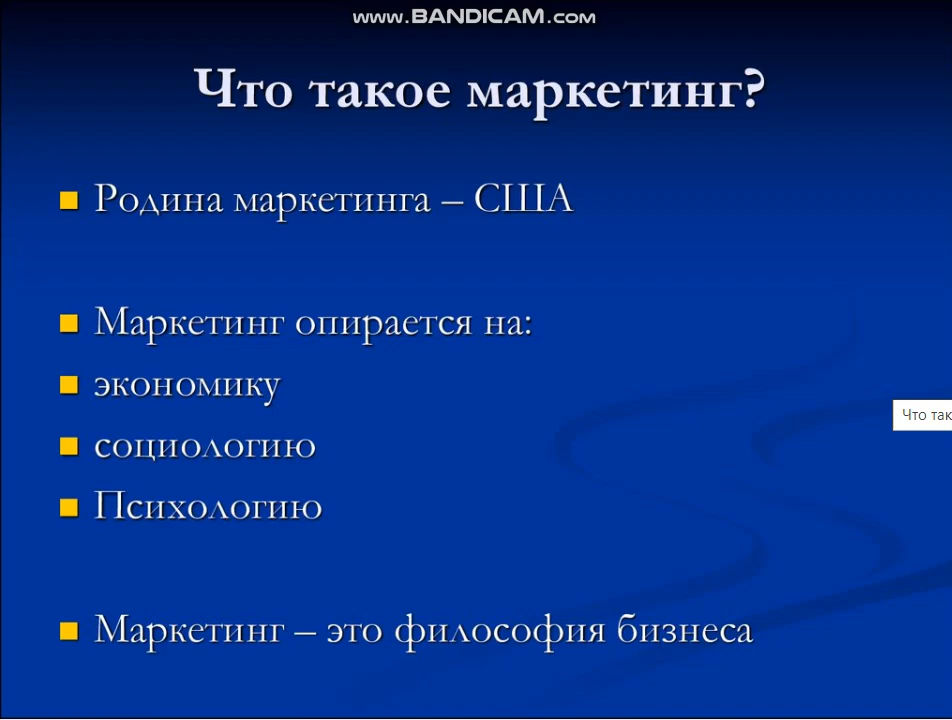 www.BANDICAM.com
Что такое маркетинг?
Родина маркетинга – США
Маркетинг опирается на:
экономику
социологию
Что так
Психологию
Маркетинг – это философия бизнеса